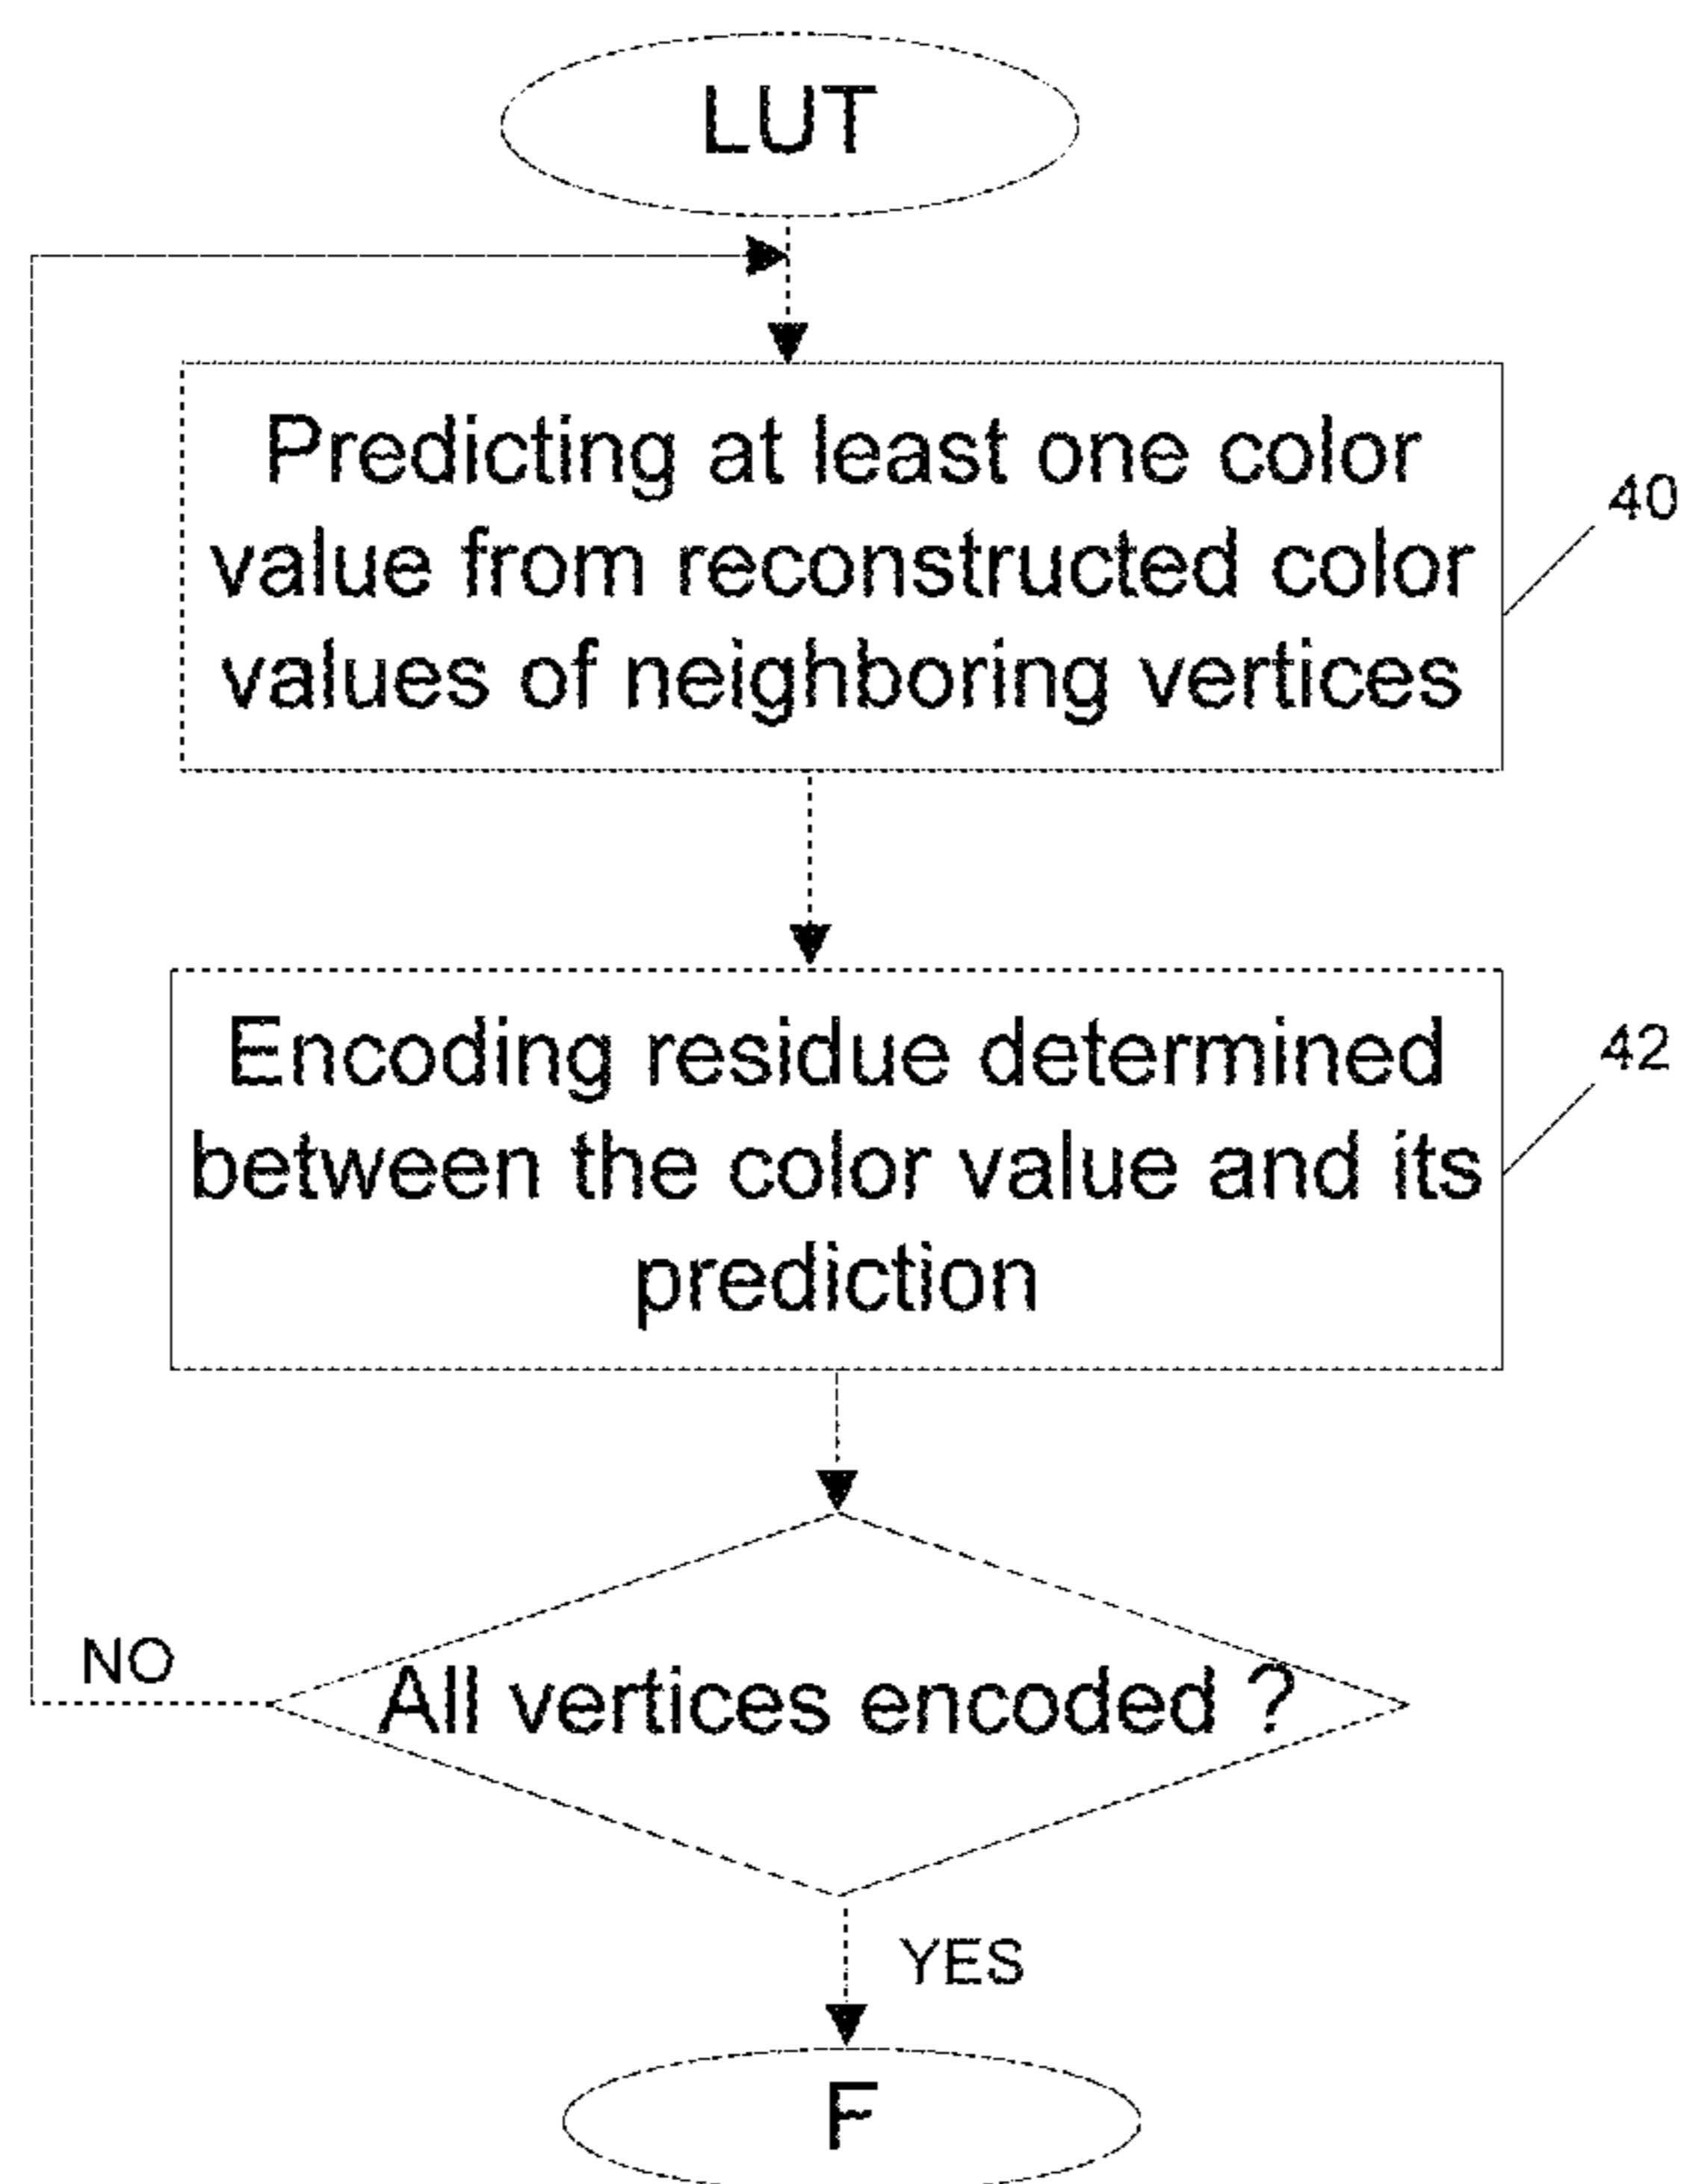 LUT
Predicting at least one color
value from reconstructed color
values of neighboring vertices
40
Encoding residue determined
between the color value and its
prediction
42
All vertices encoded ?
NO
YES
F